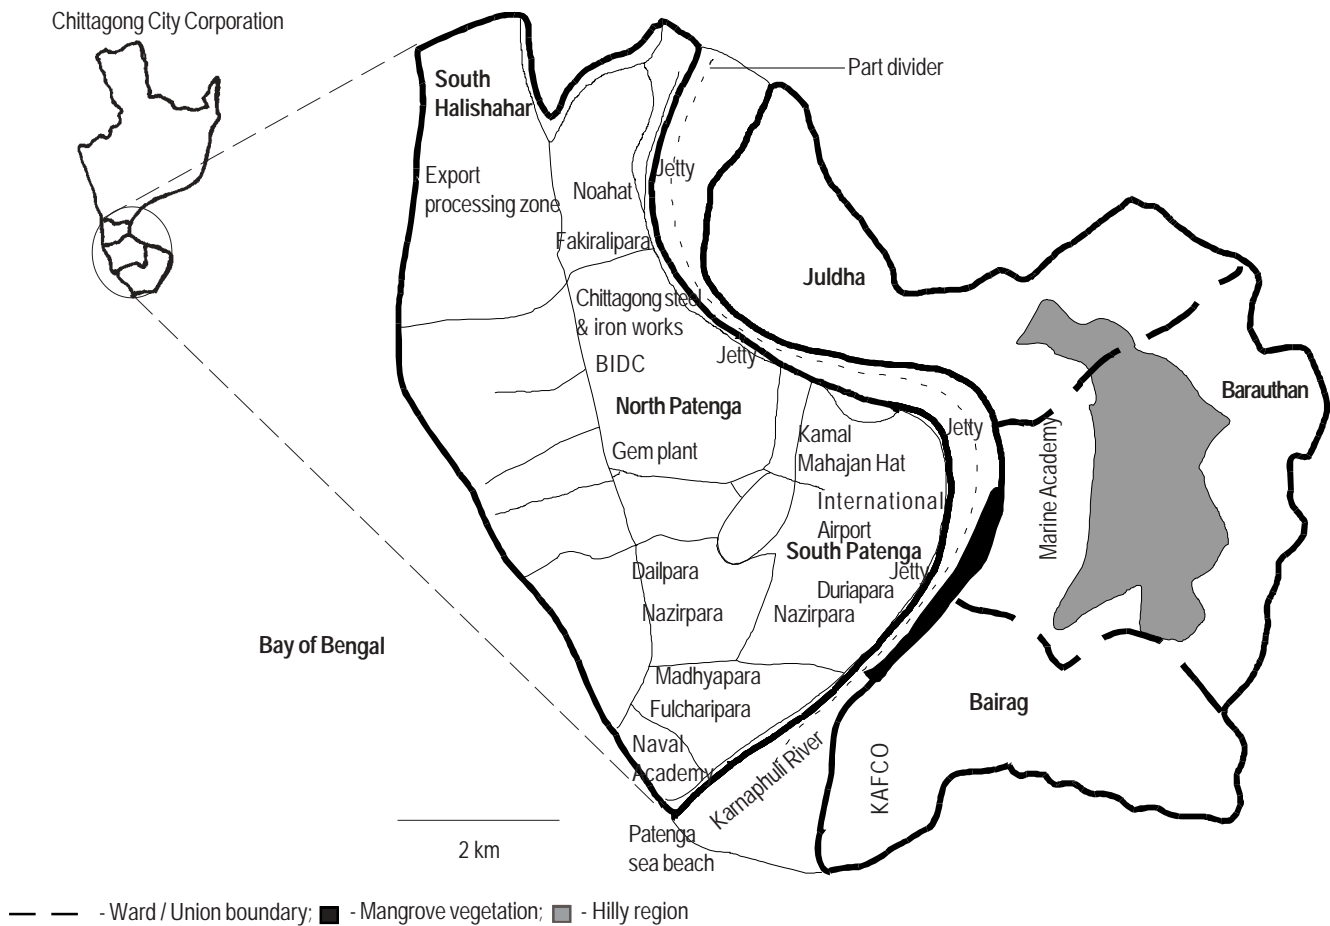 Chittagong City Corporation
Part divider
South
Halishahar
Export
processing zone
Jetty
Noahat
Fakiralipara
Juldha
Chittagong steel
& iron works
Jetty
BIDC
North Patenga
Barauthan
Gem plant
Kamal
Mahajan Hat
Jetty
Marine Academy
International
Airport
South Patenga
Jetty
Dailpara
Duriapara
Nazirpara
Nazirpara
Bay of Bengal
Madhyapara
Fulcharipara
Bairag
Naval
Academy
Karnaphuli River
KAFCO
Patenga
sea beach
2 km
- Ward / Union boundary; - Mangrove vegetation; - Hilly region